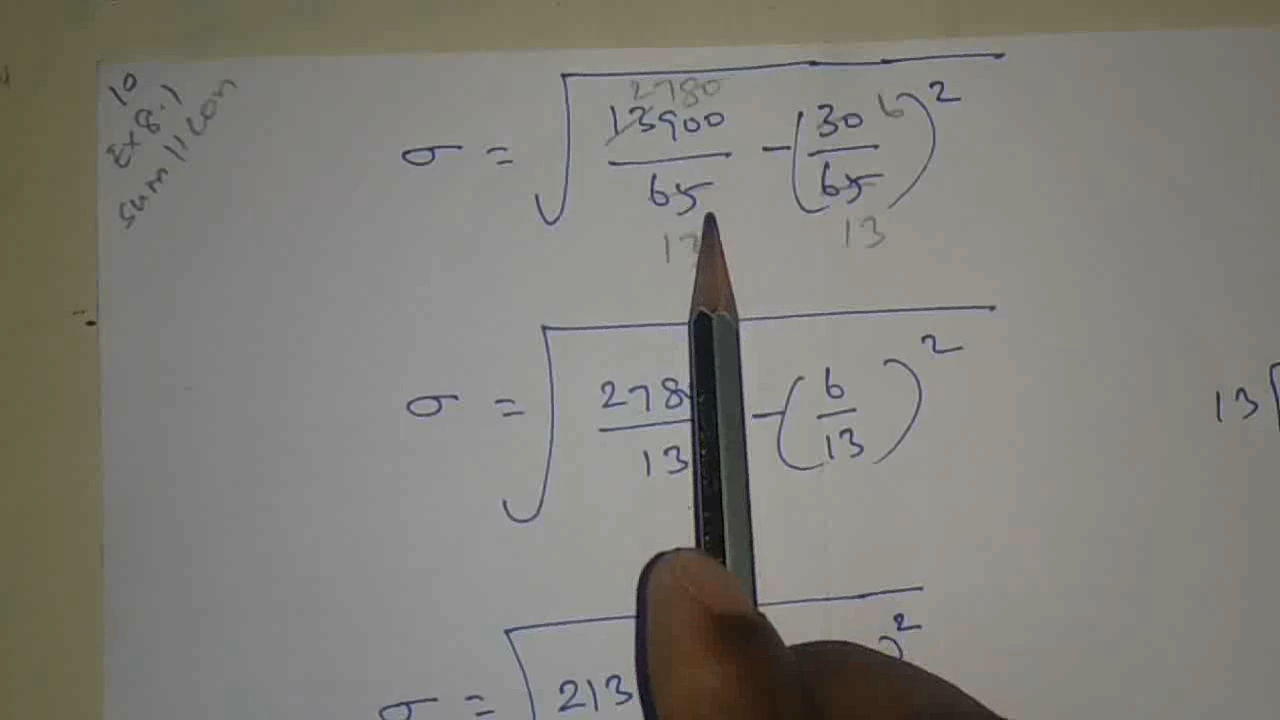 10
Ex 8.1
Sum 11 con
σ = √ 2780 13900/65 13 - (30 6/65 13)²
σ = √ 278 /13 - (6/13)²
13
σ = √ 213 )²